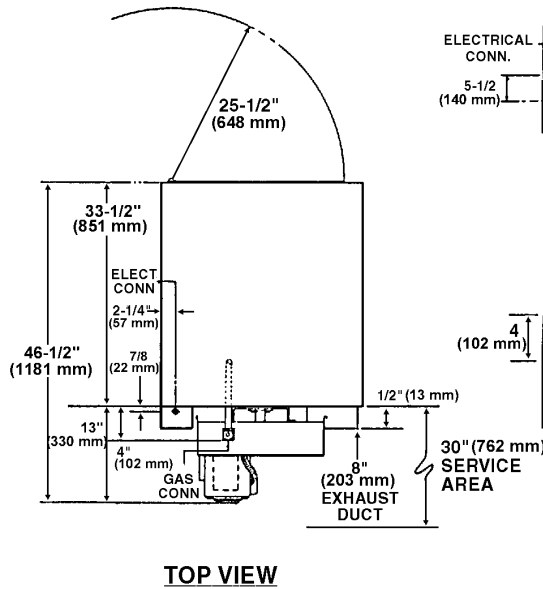 ELECTRICAL
CONN.
5-1/2
(140 mm)
25-1/2"
(648 mm)
33-1/2"
(851 mm)
ELECT
CONN
2-1/4"
(57 mm)
46-1/2"
(1181 mm)
7/8
(22 mm)
4
(102 mm)
1/2" (13 mm)
13"
(330 mm)
4"
(102 mm)
GAS
CONN
8"
(203 mm)
EXHAUST
DUCT
30" (762 mm)
SERVICE
AREA
TOP VIEW